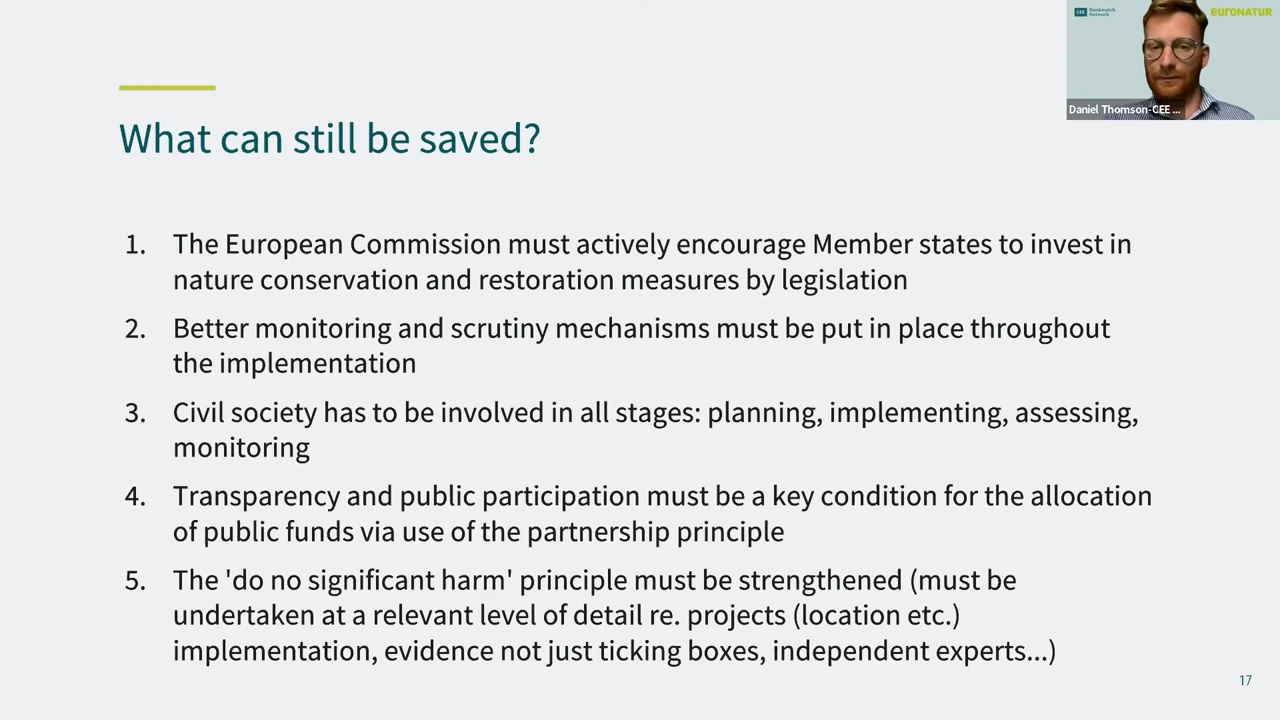 CEE Bankwatch
Network
euronatur
Daniel Thomson-CEE ...
What can still be saved?
1. The European Commission must actively encourage Member states to invest in
nature conservation and restoration measures by legislation
2. Better monitoring and scrutiny mechanisms must be put in place throughout
the implementation
3. Civil society has to be involved in all stages: planning, implementing, assessing,
monitoring
4. Transparency and public participation must be a key condition for the allocation
of public funds via use of the partnership principle
5. The 'do no significant harm' principle must be strengthened (must be
undertaken at a relevant level of detail re. projects (location etc.)
implementation, evidence not just ticking boxes, independent experts...)
17